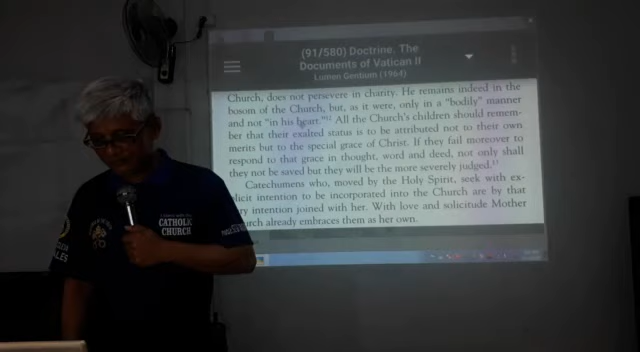 (91/580) Doctrine. The
Documents of Vatican II
Lumen Gentium (1964)
Church, does not persevere in charity. He remains indeed in the
bosom of the Church, but, as it were, only in a "bodily" manner
and not "in his heart."12 All the Church's children should remem-
ber that their exalted status is to be attributed not to their own
merits but to the special grace of Christ. If they fail moreover to
respond to that grace in thought, word and deed, not only shall
they not be saved but they will be the more severely judged.13
Catechumens who, moved by the Holy Spirit, seek with ex-
plicit intention to be incorporated into the Church are by that
very intention joined with her. With love and solicitude Mother
Church already embraces them as her own.
CATHOLIC
CHURCH